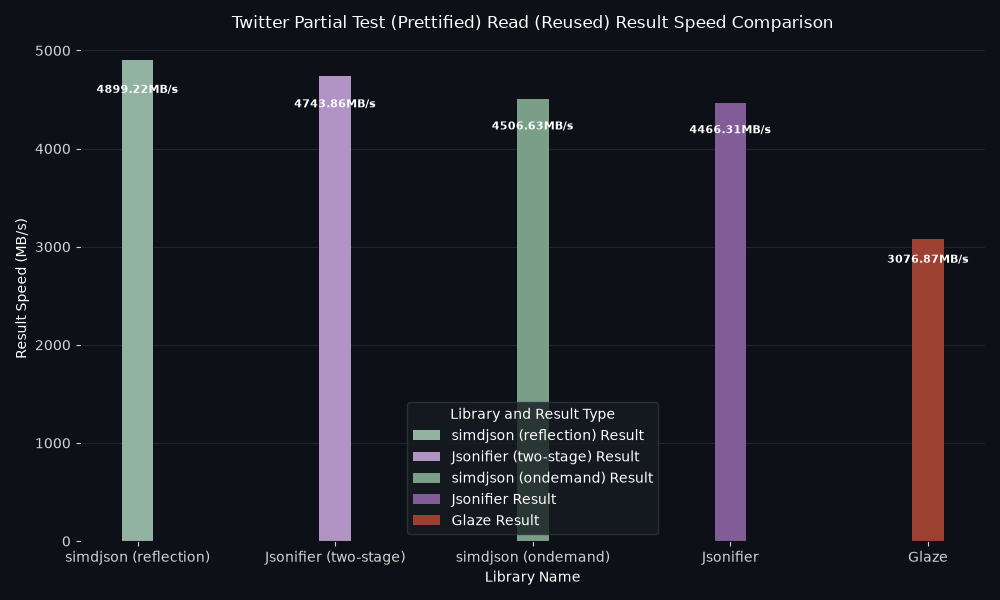 Twitter Partial Test (Prettified) Read (Reused) Result Speed Comparison
Result Speed (MB/s)
5000
4000
3000
2000
1000
0
4899.22MB/s
4743.86MB/s
4506.63MB/s
4466.31MB/s
3076.87MB/s
Library and Result Type
simdjson (reflection) Result
Jsonifier (two-stage) Result
simdjson (ondemand) Result
Jsonifier Result
Glaze Result
simdjson (reflection)
Jsonifier (two-stage)
simdjson (ondemand)
Jsonifier
Glaze
Library Name